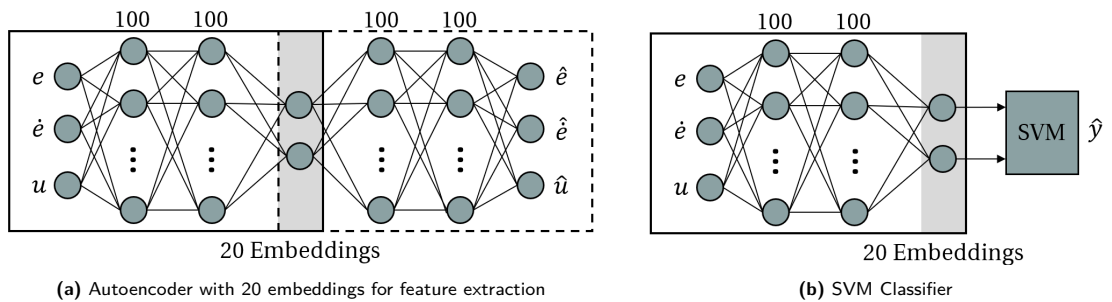 100 100 100 100
e
ė
u
ê
ė̂
û
20 Embeddings
(a) Autoencoder with 20 embeddings for feature extraction
100 100
e
ė
u
SVM
ŷ
20 Embeddings
(b) SVM Classifier